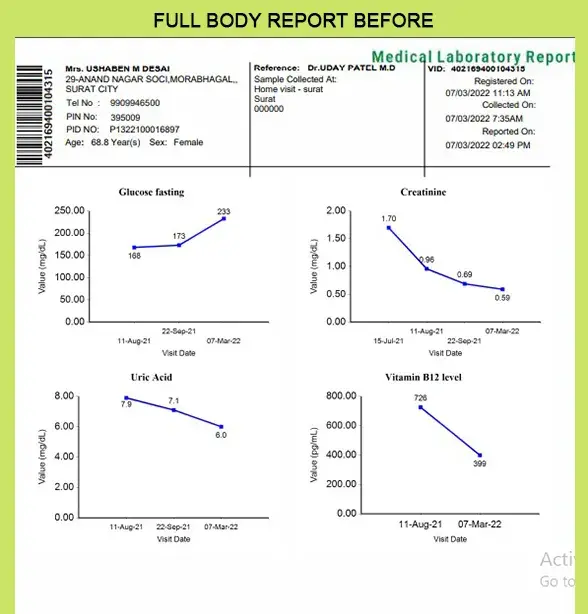 FULL BODY REPORT BEFORE
Medical Laboratory Report
402169400104315
Mrs. USHABEN M DESAI
29-ANAND NAGAR SOCI,MORABHAGAL,,
SURAT CITY
Tel No : 9909946500
PIN No: 395009
PID NO: P1322100016897
Age: 68.8 Year(s) Sex: Female
Reference: Dr.UDAY PATEL M.D
Sample Collected At:
Home visit - surat
Surat
000000
VID: 402169400104315
Registered On:
07/03/2022 11:13 AM
Collected On:
07/03/2022 7:35AM
Reported On:
07/03/2022 02:49 PM
Glucose fasting
Value (mg/dL)
250.00
200.00
150.00
100.00
50.00
0.00
168
173
233
11-Aug-21
22-Sep-21
07-Mar-22
Visit Date
Creatinine
Value (mg/dL)
2.00
1.50
1.00
0.50
0.00
1.70
0.96
0.69
0.59
15-Jul-21
11-Aug-21
22-Sep-21
07-Mar-22
Visit Date
Uric Acid
Value (mg/dL)
8.00
6.00
4.00
2.00
0.00
7.9
7.1
6.0
11-Aug-21
22-Sep-21
07-Mar-22
Visit Date
Vitamin B12 level
Value (pg/mL)
800.00
600.00
400.00
200.00
0.00
726
399
11-Aug-21
07-Mar-22
Visit Date
Acti
Go to